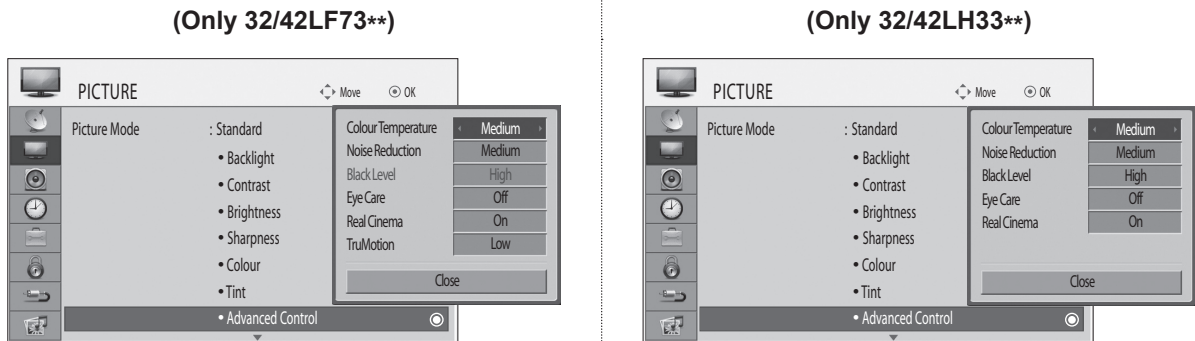 (Only 32/42LF73**)
PICTURE
Move OK
Picture Mode : Standard
• Backlight
• Contrast
• Brightness
• Sharpness
• Colour
• Tint
• Advanced Control
Colour Temperature Medium
Noise Reduction Medium
Black Level High
Eye Care Off
Real Cinema On
TruMotion Low
Close
(Only 32/42LH33**)
PICTURE
Move OK
Picture Mode : Standard
• Backlight
• Contrast
• Brightness
• Sharpness
• Colour
• Tint
• Advanced Control
Colour Temperature Medium
Noise Reduction Medium
Black Level High
Eye Care Off
Real Cinema On
Close